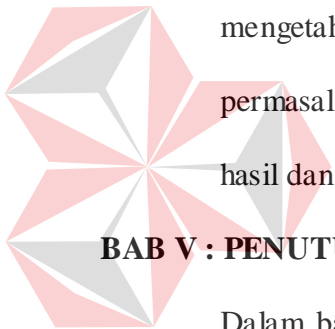 mengetah
permasal
hasil dan
BAB V : PENUTU
Dalam ba